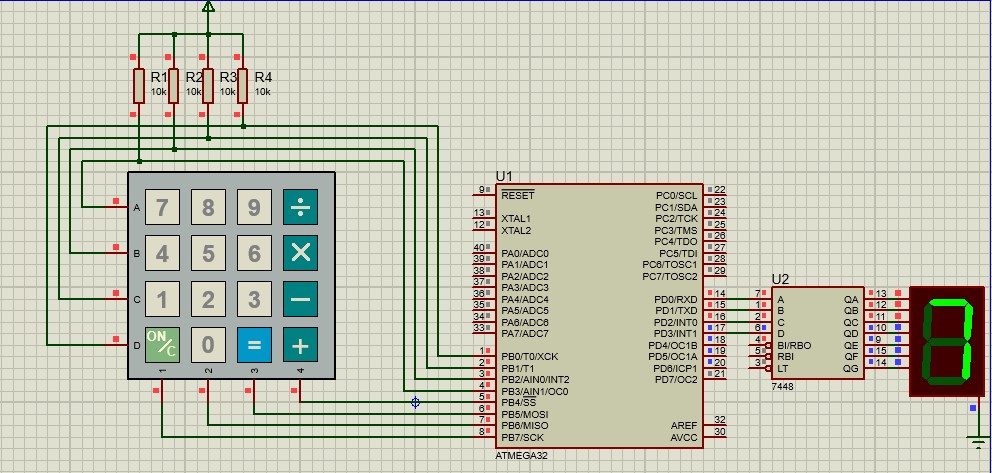 R1 R2 R3 R4
10k 10k 10k 10k
A 7 8 9 ÷
B 4 5 6 ×
C 1 2 3 −
D ON/C 0 = +
1 2 3 4
U1
9 RESET
13 XTAL1
12 XTAL2
40 PA0/ADC0
39 PA1/ADC1
38 PA2/ADC2
37 PA3/ADC3
36 PA4/ADC4
35 PA5/ADC5
34 PA6/ADC6
33 PA7/ADC7
1 PB0/T0/XCK
2 PB1/T1
3 PB2/AIN0/INT2
4 PB3/AIN1/OC0
5 PB4/SS
6 PB5/MOSI
7 PB6/MISO
8 PB7/SCK
PC0/SCL 22
PC1/SDA 23
PC2/TCK 24
PC3/TMS 25
PC4/TDO 26
PC5/TDI 27
PC6/TOSC1 28
PC7/TOSC2 29
PD0/RXD 14
PD1/TXD 15
PD2/INT0 16
PD3/INT1 17
PD4/OC1B 18
PD5/OC1A 19
PD6/ICP1 20
PD7/OC2 21
AREF 32
AVCC 30
ATMEGA32
U2
7 A QA 13
1 B QB 12
2 C QC 11
6 D QD 10
4 BI/RBO QE 9
5 RBI QF 15
3 LT QG 14
7448
7